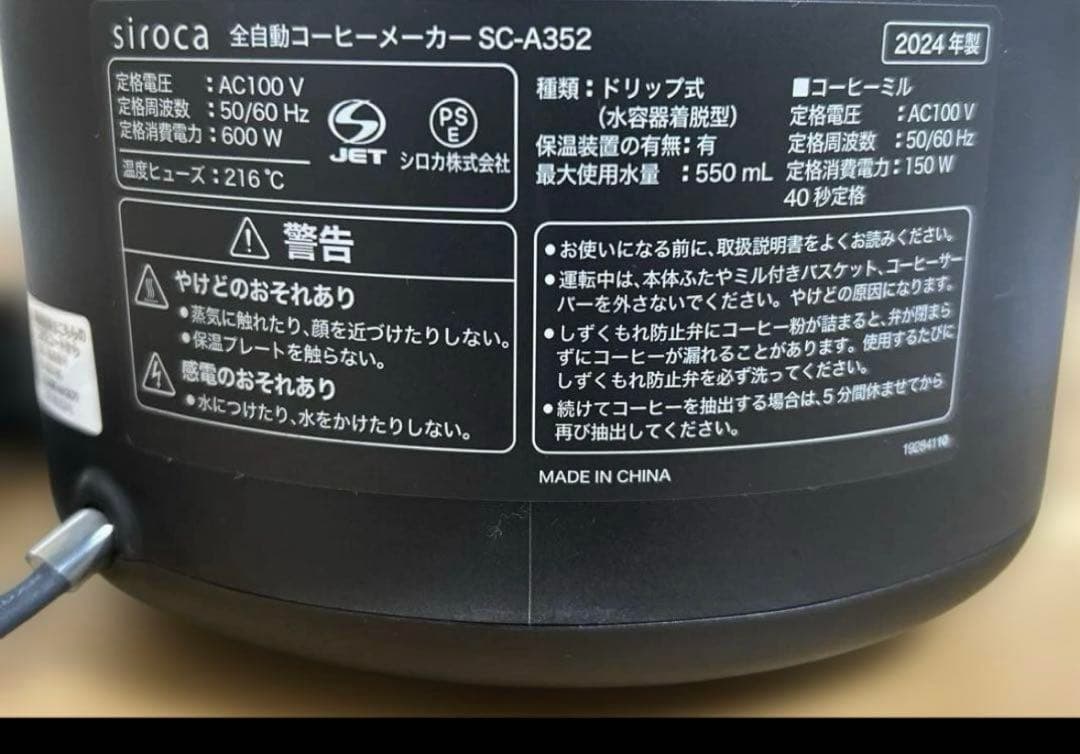 siroca 全自動コーヒーメーカー SC-A352
2024年製
定格電圧 : AC100 V
定格周波数 : 50/60 Hz
定格消費電力 : 600 W
温度ヒューズ : 216℃
JET
PSE
シロカ株式会社
種類 : ドリップ式
(水容器着脱型)
保温装置の有無 : 有
最大使用水量 : 550 mL
■コーヒーミル
定格電圧 : AC100 V
定格周波数 : 50/60 Hz
定格消費電力 : 150 W
40 秒定格
警告
やけどのおそれあり
●蒸気に触れたり、顔を近づけたりしない。
●保温プレートを触らない。
感電のおそれあり
●水につけたり、水をかけたりしない。
●お使いになる前に、取扱説明書をよくお読みください。
●運転中は、本体ふたやミル付きバスケット、コーヒーサー
バーを外さないでください。やけどの原因になります。
●しずくもれ防止弁にコーヒー粉が詰まると、弁が閉まら
ずにコーヒーが漏れることがあります。使用するたびに
しずくもれ防止弁を必ず洗ってください。
●続けてコーヒーを抽出する場合は、5 分間休ませてから
再び抽出してください。
19284110
MADE IN CHINA